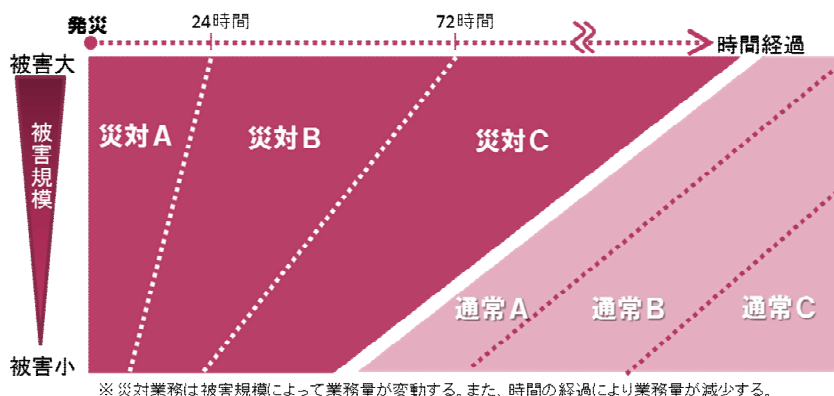 発災
24時間
72時間
時間経過
被害大
被害規模
被害小
災対A
災対B
災対C
通常A
通常B
通常C
※災対業務は被害規模によって業務量が変動する。また、時間の経過により業務量が減少する。